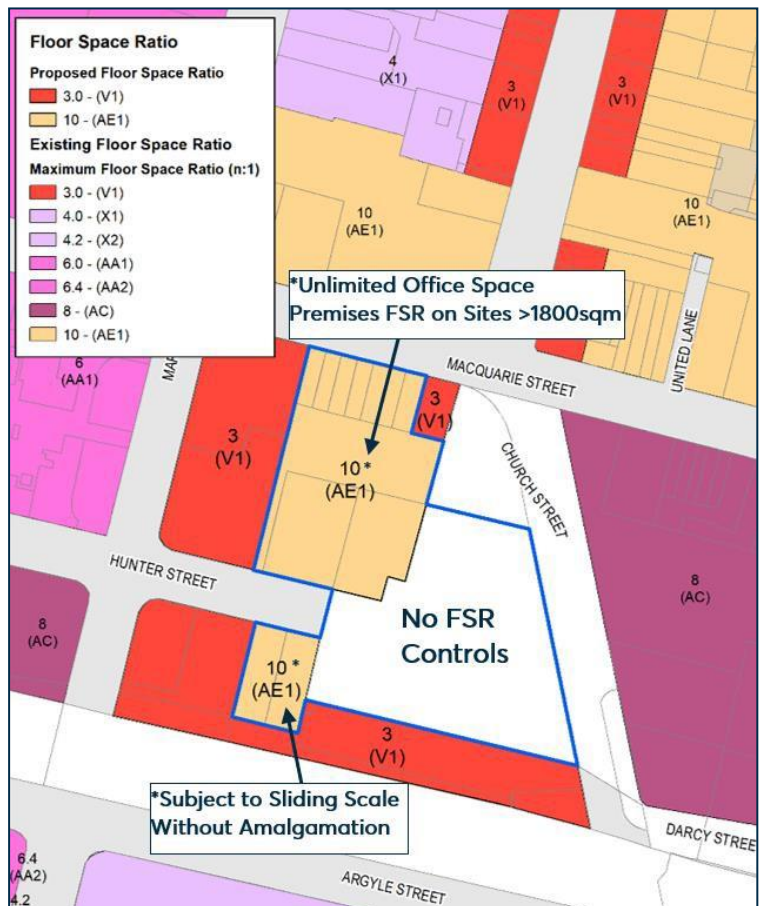 Floor Space Ratio
Proposed Floor Space Ratio
3.0 - (V1)
10 - (AE1)
Existing Floor Space Ratio
Maximum Floor Space Ratio (n:1)
3.0 - (V1)
4.0 - (X1)
4.2 - (X2)
6.0 - (AA1)
6.4 - (AA2)
8 - (AC)
10 - (AE1)
4
(X1)
3
(V1)
3
(V1)
10
(AE1)
10
(AE1)
*Unlimited Office Space
Premises FSR on Sites >1800sqm
UNITED LANE
MACQUARIE STREET
MAR
6
(AA1)
3
(V1)
3
(V1)
10 *
(AE1)
CHURCH STREET
HUNTER STREET
8
(AC)
8
(AC)
No FSR
Controls
10 *
(AE1)
3
(V1)
*Subject to Sliding Scale
Without Amalgamation
DARCY STREE
6.4
(AA2)
4.2
ARGYLE STREET